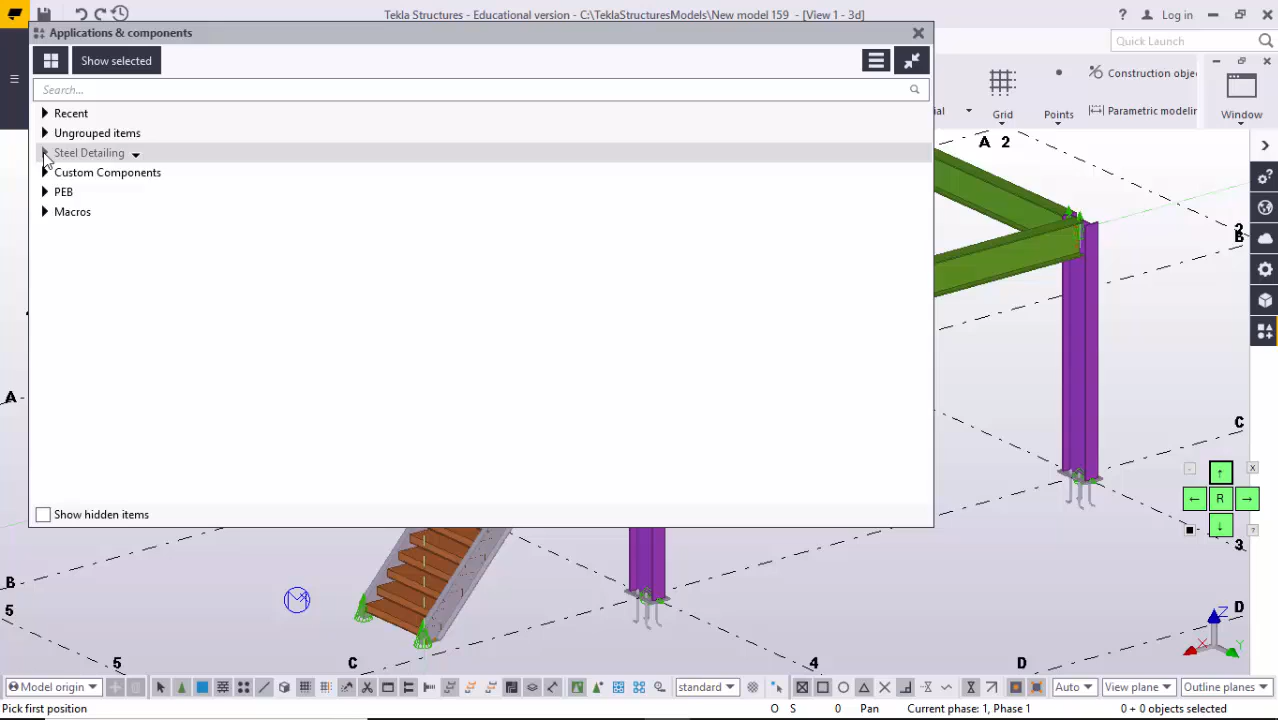 Tekla Structures - Educational version - C:\TeklaStructuresModels\New model 159 - [View 1 - 3d]
? Log in
Applications & components
Quick Launch
Show selected
Search...
Recent
Ungrouped items
Steel Detailing
Custom Components
PEB
Macros
Show hidden items
ial
Grid
Points
Construction obje
Parametric modelin
Window
A 2
2
B
A
C
B
5
3
D
5
C
4
D
R
X
?
Z
X
Y
Model origin
standard
Auto
View plane
Outline planes
Pick first position
O S 0 Pan Current phase: 1, Phase 1 0 + 0 objects selected